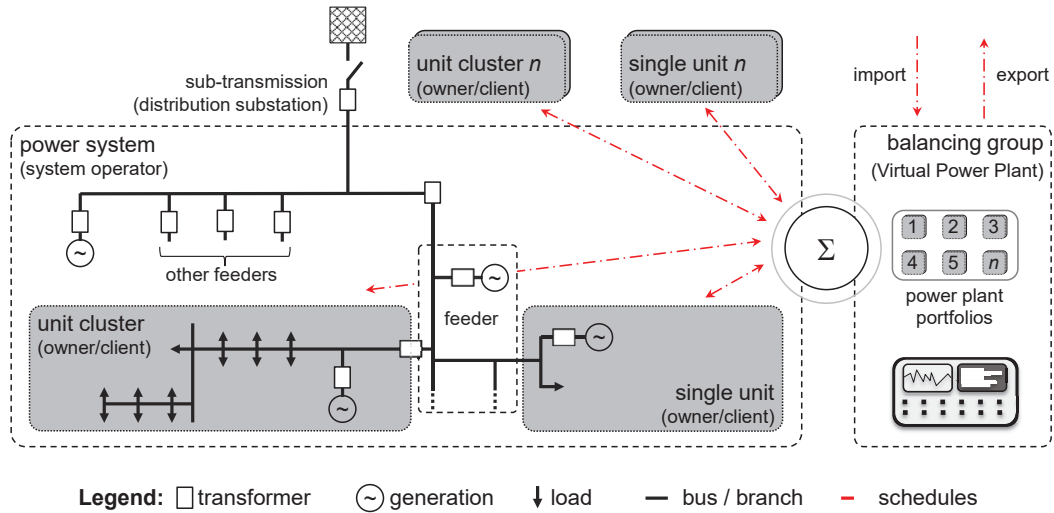 unit cluster n
(owner/client)
single unit n
(owner/client)
sub-transmission
(distribution substation)
import
export
power system
(system operator)
balancing group
(Virtual Power Plant)
1 2 3
4 5 n
Σ
~
other feeders
~
feeder
power plant
portfolios
unit cluster
(owner/client)
~
~
single unit
(owner/client)
Legend: transformer ~ generation load bus / branch schedules